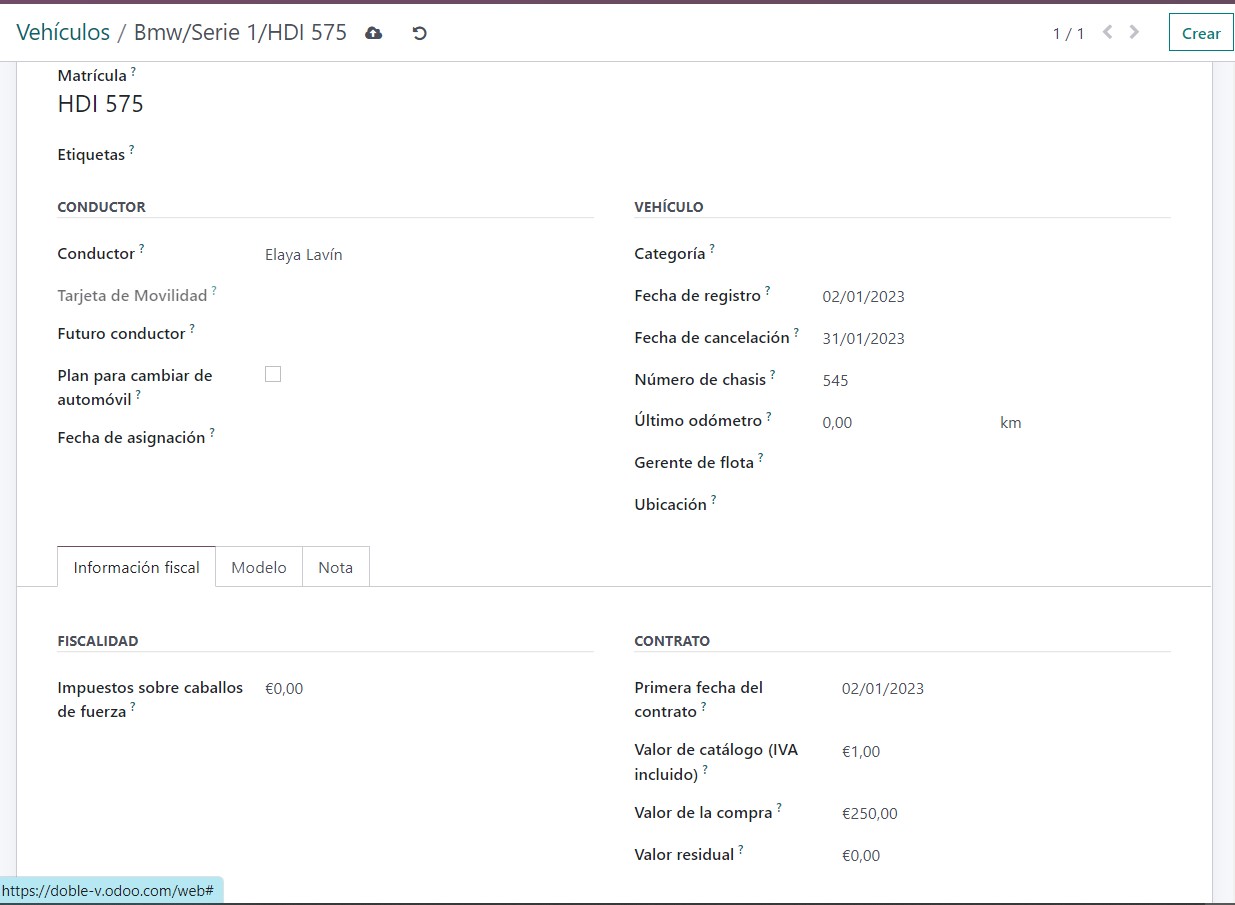 Vehículos / Bmw/Serie 1/HDI 575
1 / 1
Crear
Matrícula ?
HDI 575
Etiquetas ?
CONDUCTOR
Conductor ? Elaya Lavín
Tarjeta de Movilidad ?
Futuro conductor ?
Plan para cambiar de
automóvil ?
Fecha de asignación ?
VEHÍCULO
Categoría ?
Fecha de registro ? 02/01/2023
Fecha de cancelación ? 31/01/2023
Número de chasis ? 545
Último odómetro ? 0,00 km
Gerente de flota ?
Ubicación ?
Información fiscal Modelo Nota
FISCALIDAD
Impuestos sobre caballos €0,00
de fuerza ?
CONTRATO
Primera fecha del 02/01/2023
contrato ?
Valor de catálogo (IVA €1,00
incluido) ?
Valor de la compra ? €250,00
Valor residual ? €0,00
https://doble-v.odoo.com/web#